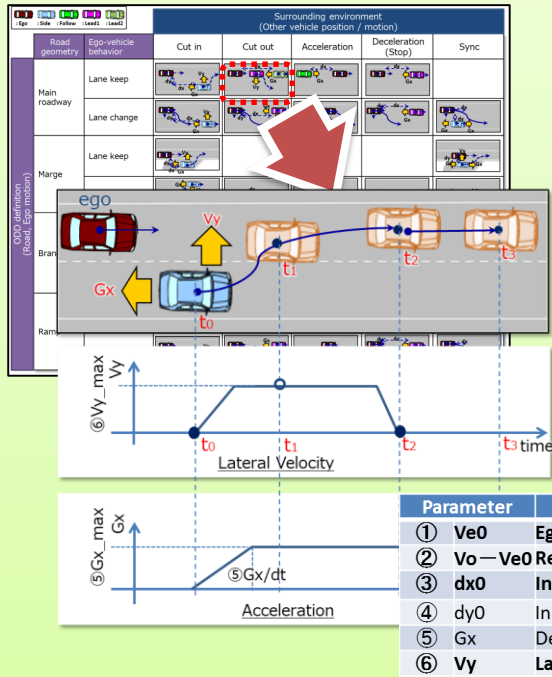 :Ego :Side :Follow :Lead1 :Lead2
Surrounding environment
(Other vehicle position / motion)
Road geometry
Ego-vehicle behavior
Cut in
Cut out
Acceleration
Deceleration (Stop)
Sync
ODD definition
(Road, Ego motion)
Main roadway
Lane keep
Lane change
Marge
Lane keep
Bran
Ram
ego
Vy
Gx
t0
t1
t2
t3
⑥Vy_max
Vy
t0 t1 t2 t3 time
Lateral Velocity
⑤Gx_max
Gx
⑤Gx/dt
Acceleration
Parameter
① Ve0 Eg
② Vo－Ve0 Re
③ dx0 In
④ dy0 In
⑤ Gx De
⑥ Vy La